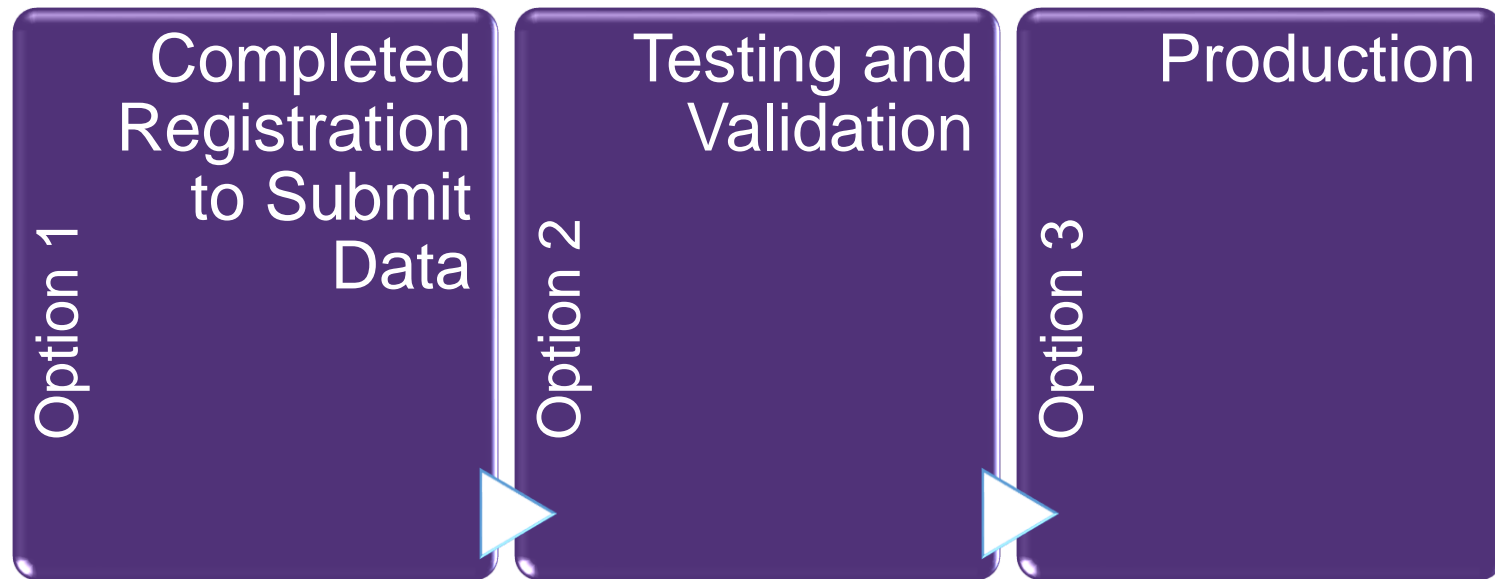 Option 1
Completed
Registration
to Submit
Data
Option 2
Testing and
Validation
Option 3
Production